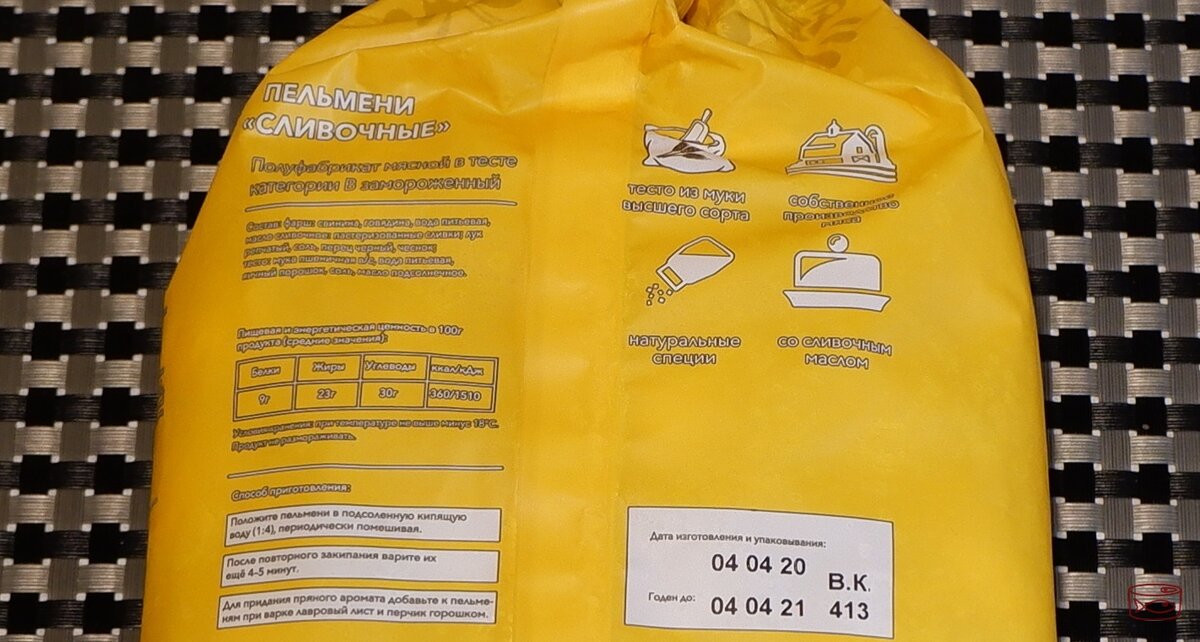 ПЕЛЬМЕНИ
«СЛИВОЧНЫЕ»
Полуфабрикат мясной в тесте
категории В замороженный
Состав: фарш: свинина, говядина, вода питьевая,
масло сливочное: пастеризованные сливки; лук
репчатый, соль, перец черный, чеснок;
тесто: мука пшеничная в/с, вода питьевая,
яичный порошок, соль, масло подсолнечное.
Пищевая и энергетическая ценность в 100г
продукта (средние значения):
Белки Жиры Углеводы ккал/кДж
9г 23г 30г 360/1510
Условия хранения: при температуре не выше минус 18°С.
Продукт не размораживать.
Способ приготовления:
Положите пельмени в подсоленную кипящую
воду (1:4), периодически помешивая.
После повторного закипания варите их
ещё 4-5 минут.
Для придания пряного аромата добавьте к пельме-
ням при варке лавровый лист и перчик горошком.
тесто из муки
высшего сорта
собственное
производство
мяса
натуральные
специи
со сливочным
маслом
Дата изготовления и упаковывания:
04 04 20
В.К.
Годен до: 04 04 21 413